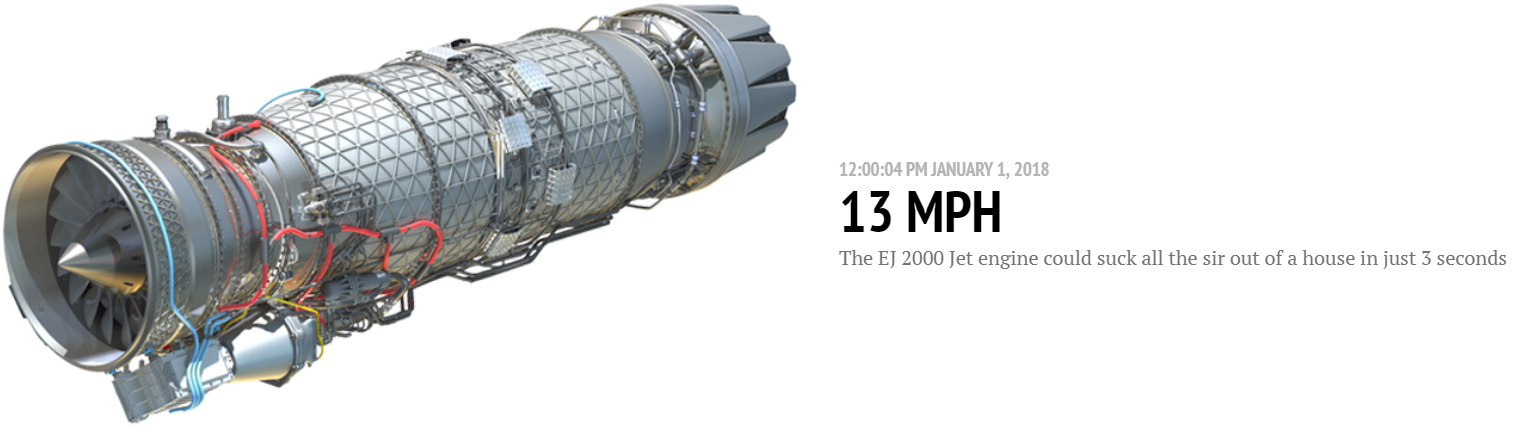 12:00:04 PM JANUARY 1, 2018
13 MPH
The EJ 2000 Jet engine could suck all the sir out of a house in just 3 seconds